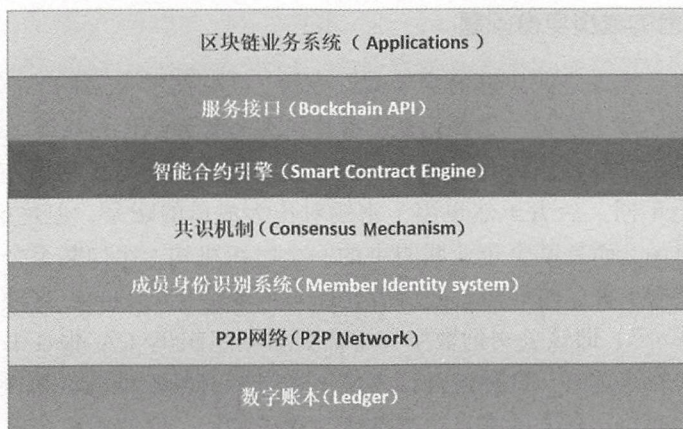 区块链业务系统（ Applications ）
服务接口（Bockchain API）
智能合约引擎（Smart Contract Engine）
共识机制（Consensus Mechanism）
成员身份识别系统（Member Identity system）
P2P网络（P2P Network）
数字账本（Ledger）